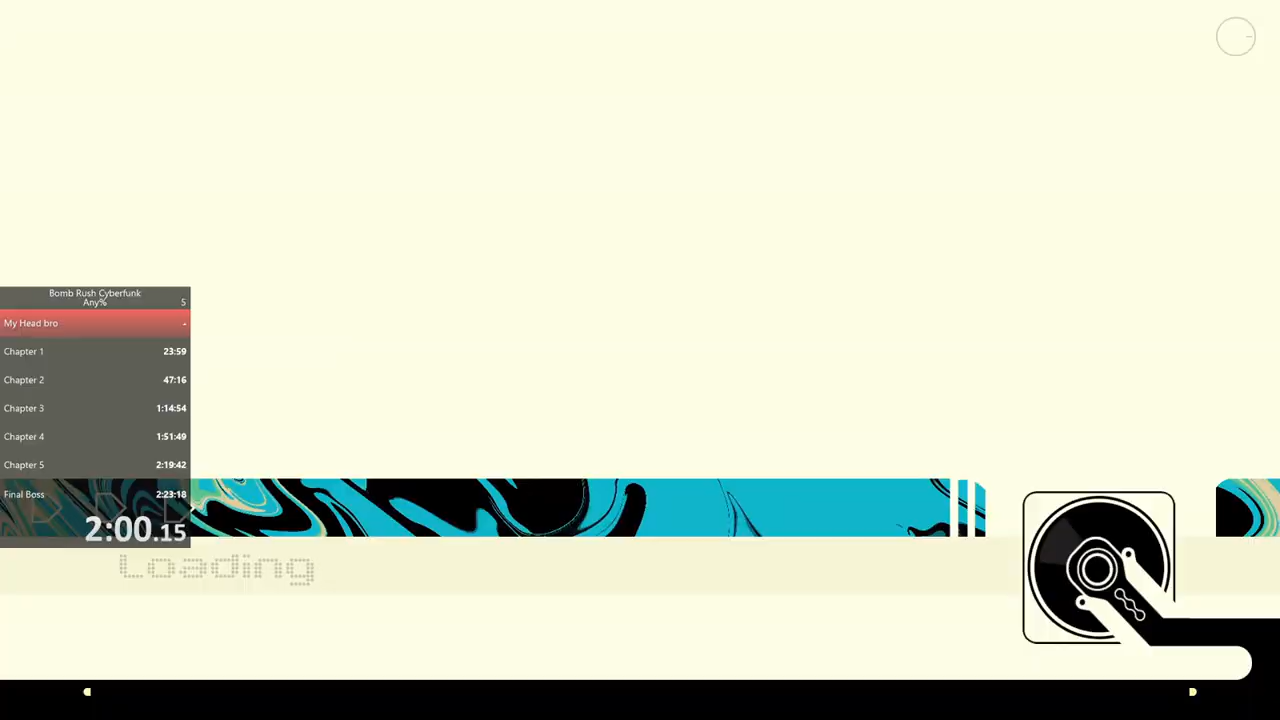 Bomb Rush Cyberfunk
Any% 5
My Head bro -
Chapter 1 23:59
Chapter 2 47:16
Chapter 3 1:14:54
Chapter 4 1:51:49
Chapter 5 2:19:42
Final Boss 2:23:18
2:00.15
Loading